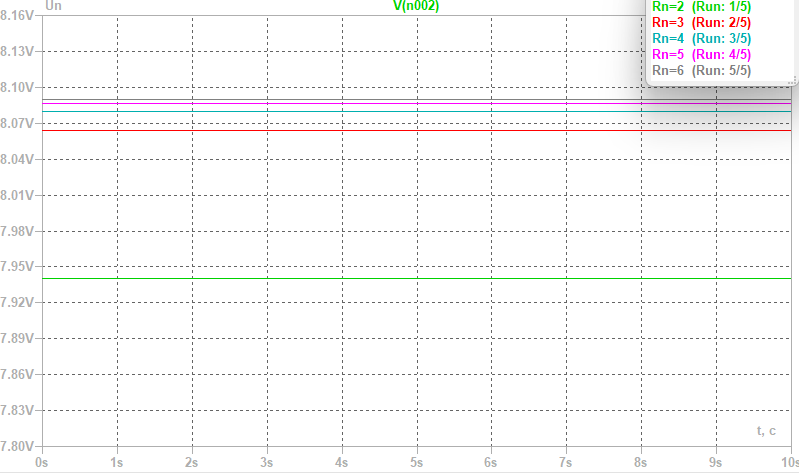 8.16V
Un
V(n002)
Rn=2 (Run: 1/5)
Rn=3 (Run: 2/5)
Rn=4 (Run: 3/5)
Rn=5 (Run: 4/5)
Rn=6 (Run: 5/5)
8.13V
8.10V
8.07V
8.04V
8.01V
7.98V
7.95V
7.92V
7.89V
7.86V
7.83V
7.80V
t, c
0s
1s
2s
3s
4s
5s
6s
7s
8s
9s
10s